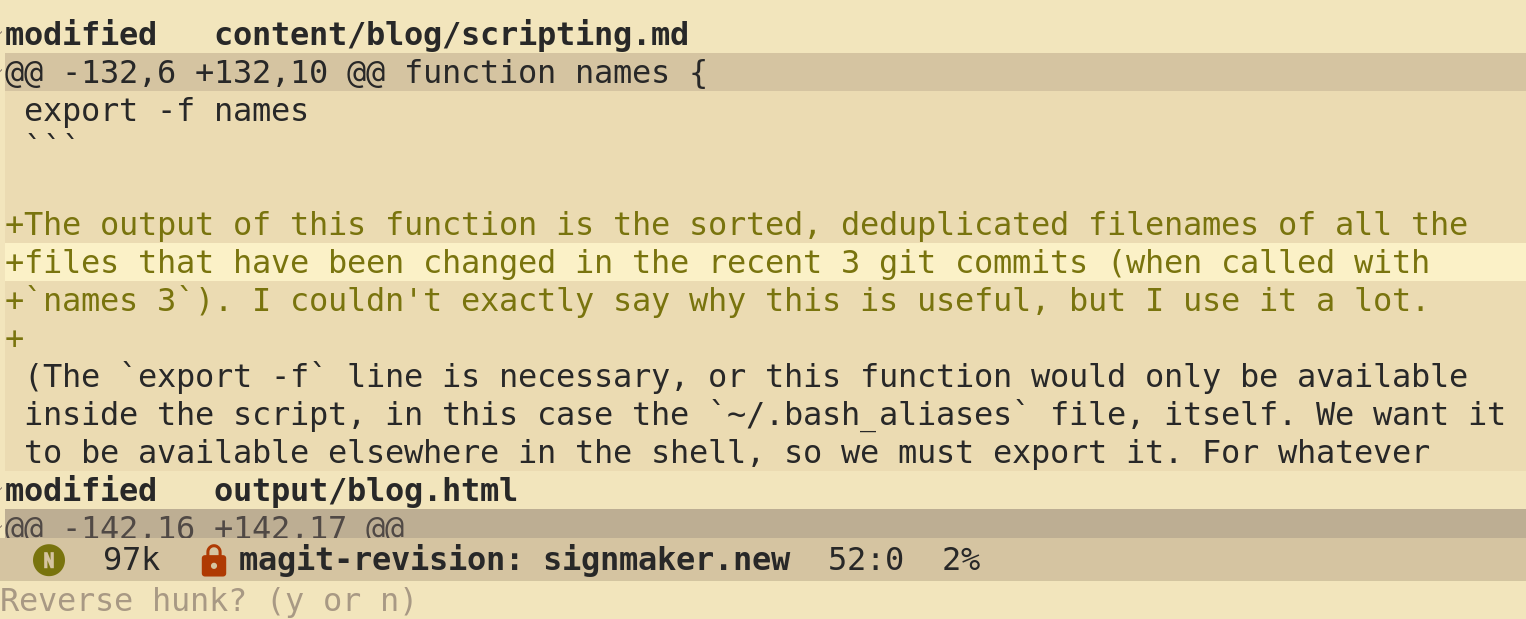 modified   content/blog/scripting.md
@@ -132,6 +132,10 @@ function names {
 export -f names
 ```
+The output of this function is the sorted, deduplicated filenames of all the
+files that have been changed in the recent 3 git commits (when called with
+`names 3`). I couldn't exactly say why this is useful, but I use it a lot.
+
 (The `export -f` line is necessary, or this function would only be available
 inside the script, in this case the `~/.bash_aliases` file, itself. We want it
 to be available elsewhere in the shell, so we must export it. For whatever
modified   output/blog.html
@@ -142,16 +142,17 @@
N  97k  magit-revision: signmaker.new  52:0  2%
Reverse hunk? (y or n)